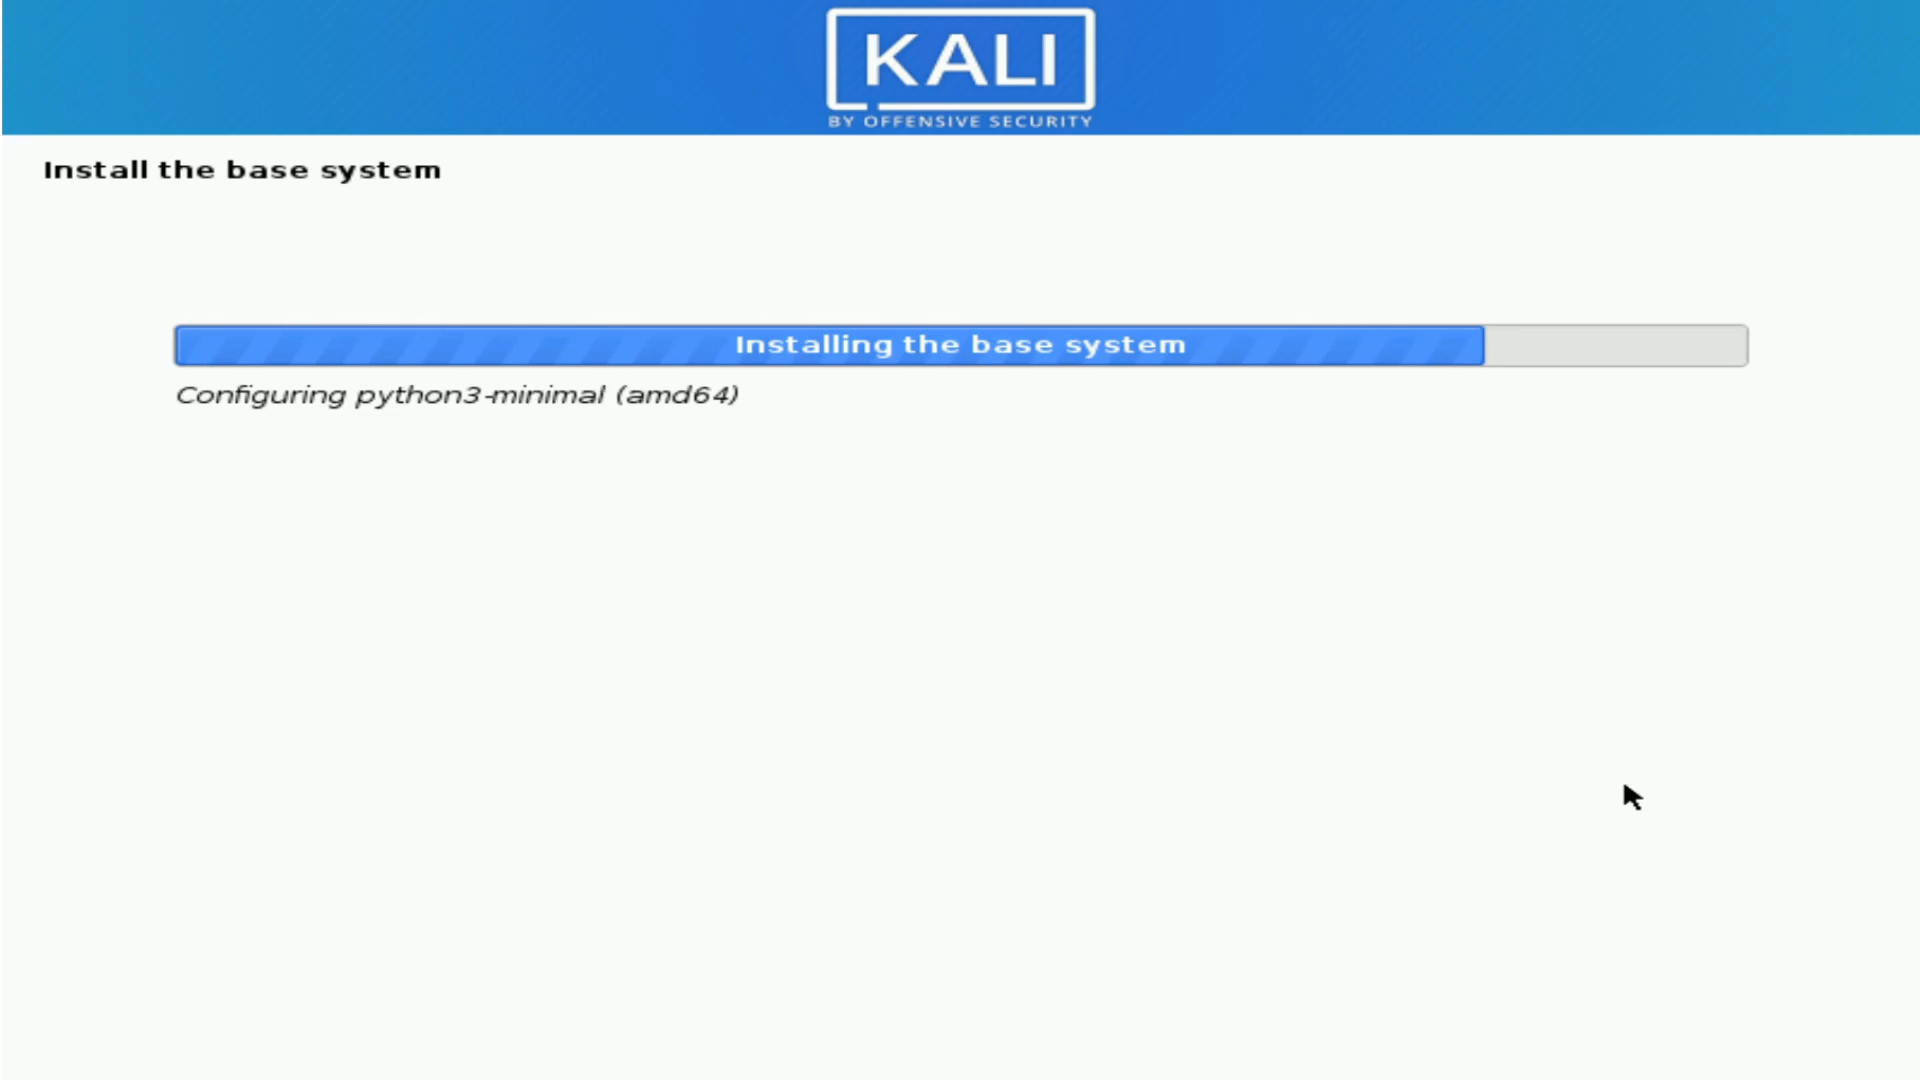 KALI
BY OFFENSIVE SECURITY
Install the base system
Installing the base system
Configuring python3-minimal (amd64)